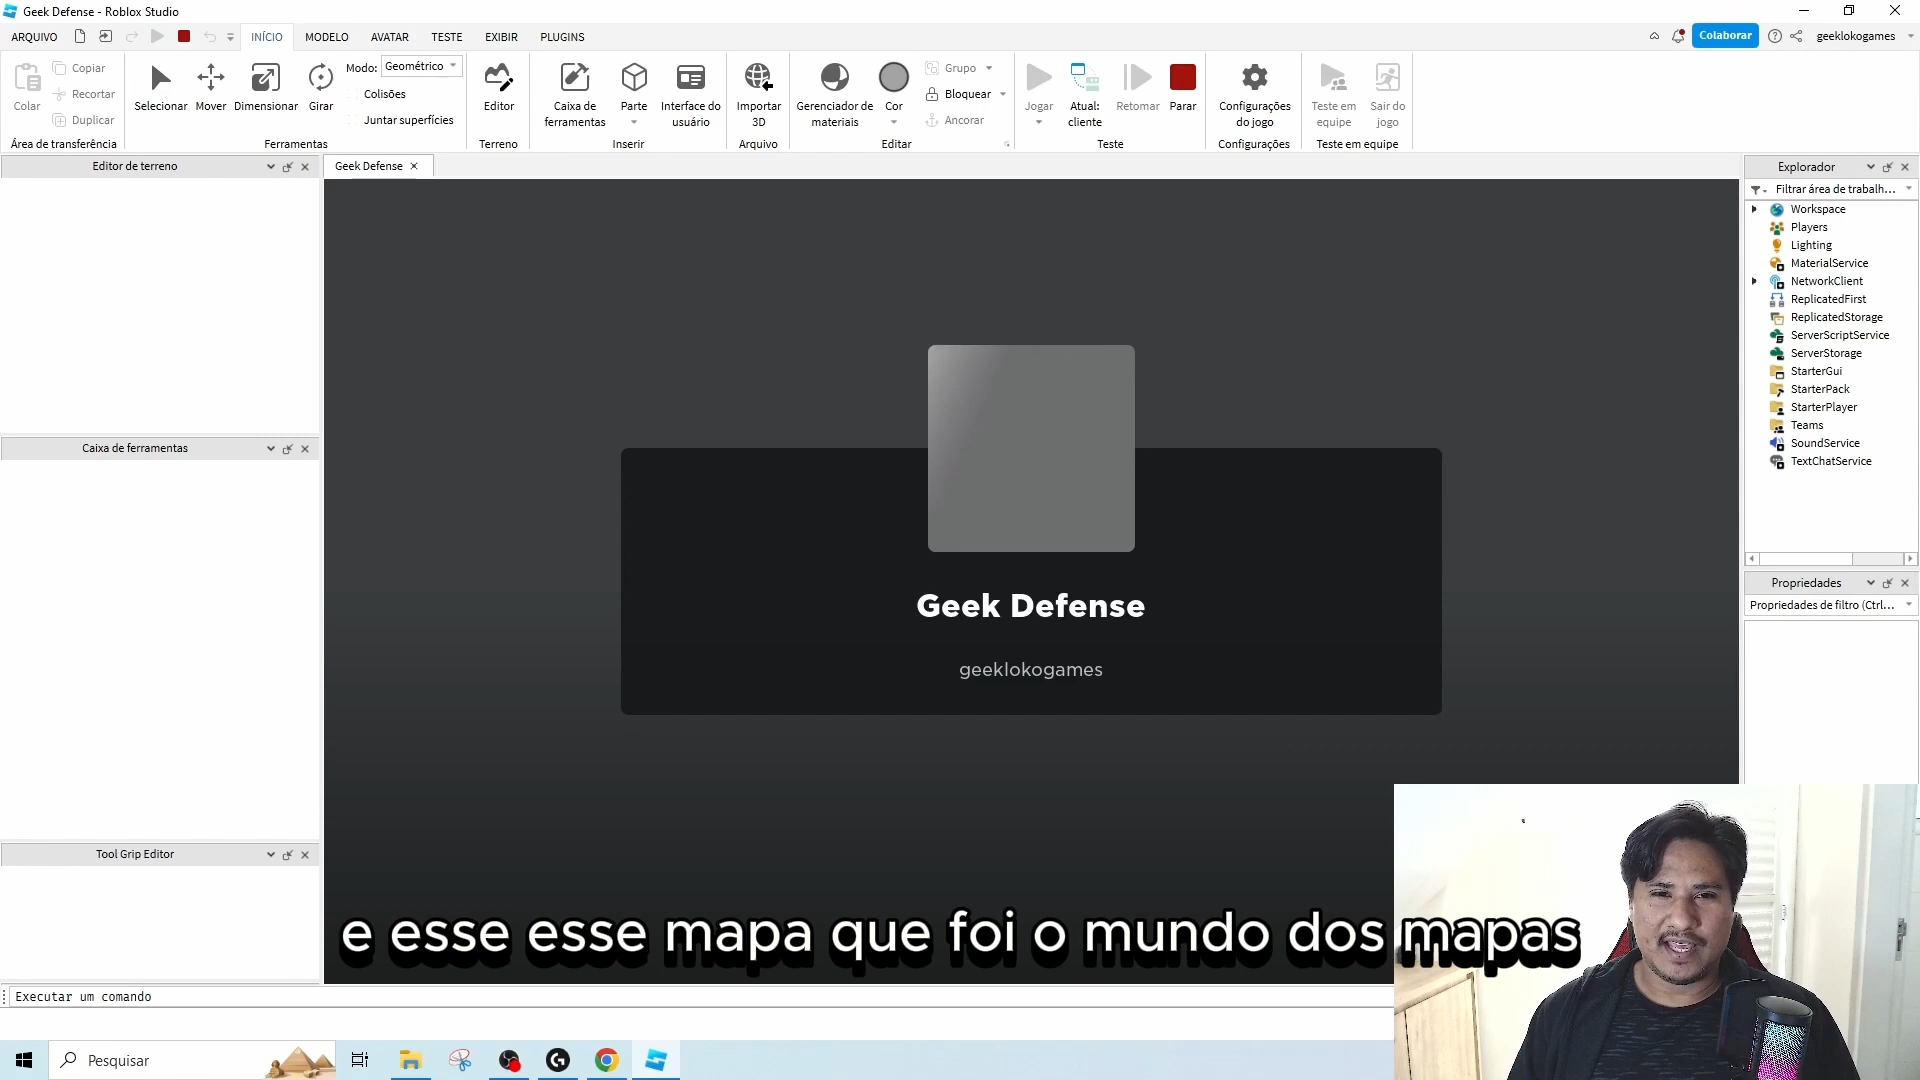 Geek Defense - Roblox Studio
ARQUIVO
INÍCIO
MODELO
AVATAR
TESTE
EXIBIR
PLUGINS
Colaborar
geeklokogames
Colar
Copiar
Recortar
Duplicar
Área de transferência
Selecionar
Mover
Dimensionar
Girar
Modo:
Geométrico
Colisões
Juntar superfícies
Ferramentas
Editor
Terreno
Caixa de
ferramentas
Parte
Interface do
usuário
Inserir
Importar
3D
Arquivo
Gerenciador de
materiais
Cor
Grupo
Bloquear
Ancorar
Editar
Jogar
Atual:
cliente
Retomar
Parar
Teste
Configurações
do jogo
Configurações
Teste em
equipe
Sair do
jogo
Teste em equipe
Editor de terreno
Geek Defense
Explorador
Filtrar área de trabalh...
Workspace
Players
Lighting
MaterialService
NetworkClient
ReplicatedFirst
ReplicatedStorage
ServerScriptService
ServerStorage
StarterGui
StarterPack
StarterPlayer
Teams
SoundService
TextChatService
Caixa de ferramentas
Propriedades
Propriedades de filtro (Ctrl...
Geek Defense
geeklokogames
Tool Grip Editor
e esse esse mapa que foi o mundo dos mapas
Executar um comando
Pesquisar